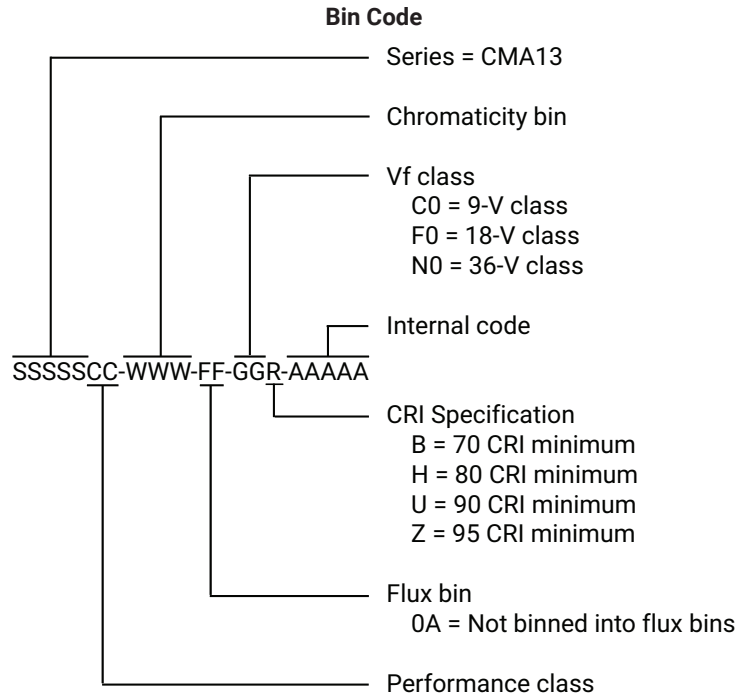 Bin Code
Series = CMA13
Chromaticity bin
Vf class
C0 = 9-V class
F0 = 18-V class
N0 = 36-V class
Internal code
SSSSSCC-WWW-FF-GGR-AAAAA
CRI Specification
B = 70 CRI minimum
H = 80 CRI minimum
U = 90 CRI minimum
Z = 95 CRI minimum
Flux bin
0A = Not binned into flux bins
Performance class